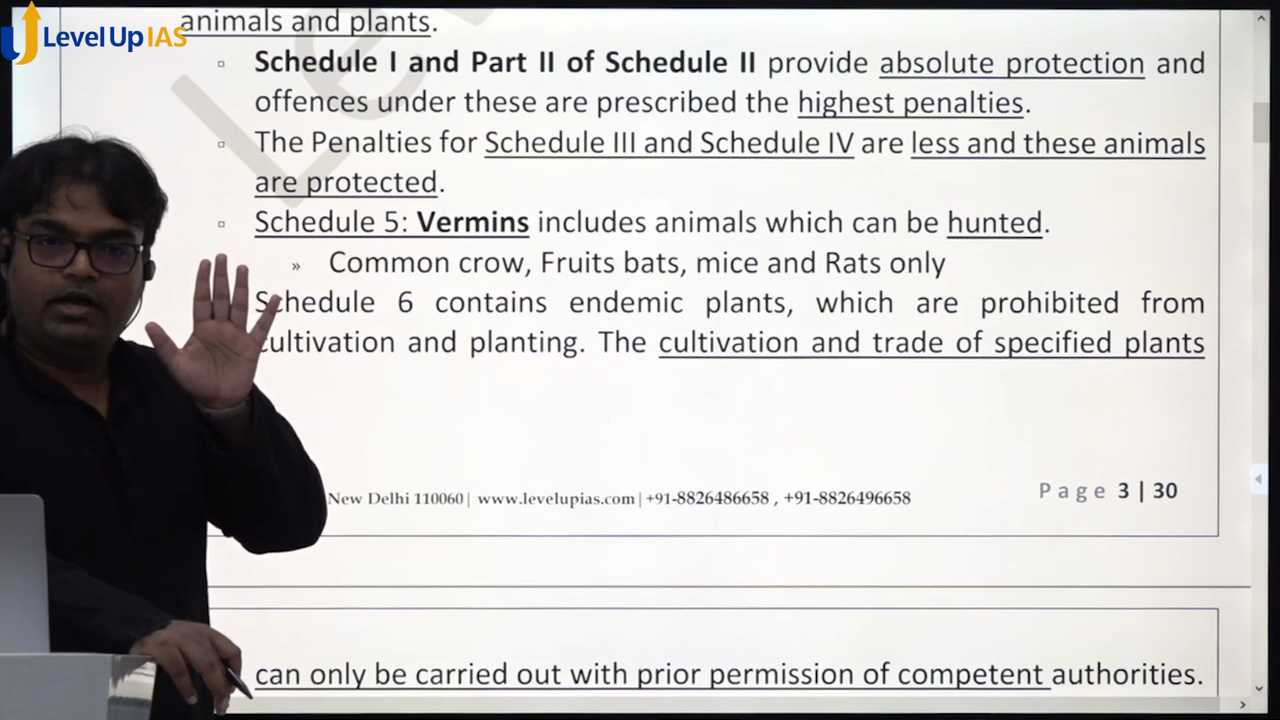 Level Up IAS
animals and plants.
▫ Schedule I and Part II of Schedule II provide absolute protection and
offences under these are prescribed the highest penalties.
▫ The Penalties for Schedule III and Schedule IV are less and these animals
are protected.
▫ Schedule 5: Vermins includes animals which can be hunted.
» Common crow, Fruits bats, mice and Rats only
Schedule 6 contains endemic plants, which are prohibited from
cultivation and planting. The cultivation and trade of specified plants
New Delhi 110060| www.levelupias.com|+91-8826486658 , +91-8826496658
Page 3 | 30
can only be carried out with prior permission of competent authorities.